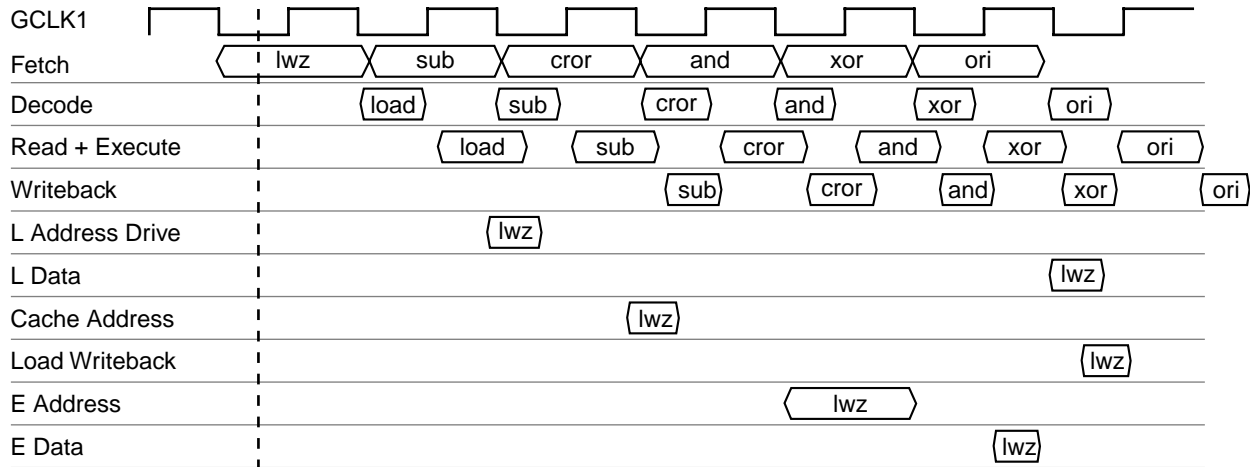 GCLK1
Fetch lwz sub cror and xor ori
Decode load sub cror and xor ori
Read + Execute load sub cror and xor ori
Writeback sub cror and xor ori
L Address Drive lwz
L Data lwz
Cache Address lwz
Load Writeback lwz
E Address lwz
E Data lwz